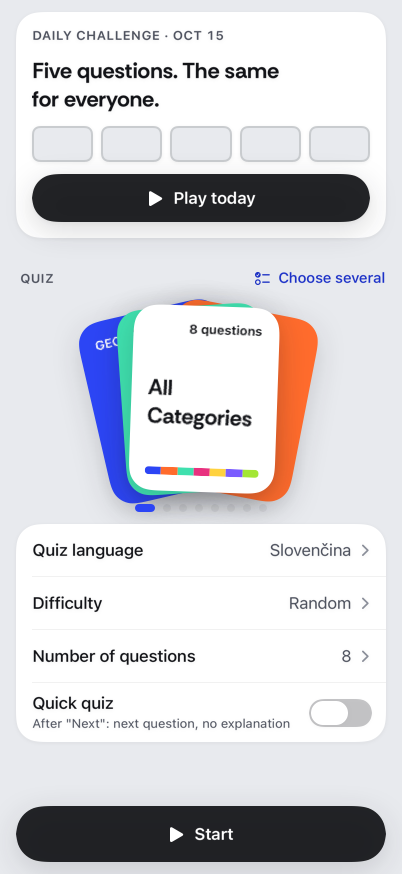 DAILY CHALLENGE · OCT 15
Five questions. The same
for everyone.
Play today
QUIZ
Choose several
8 questions
All
Categories
Quiz language
Slovenčina
Difficulty
Random
Number of questions
8
Quick quiz
After "Next": next question, no explanation
Start